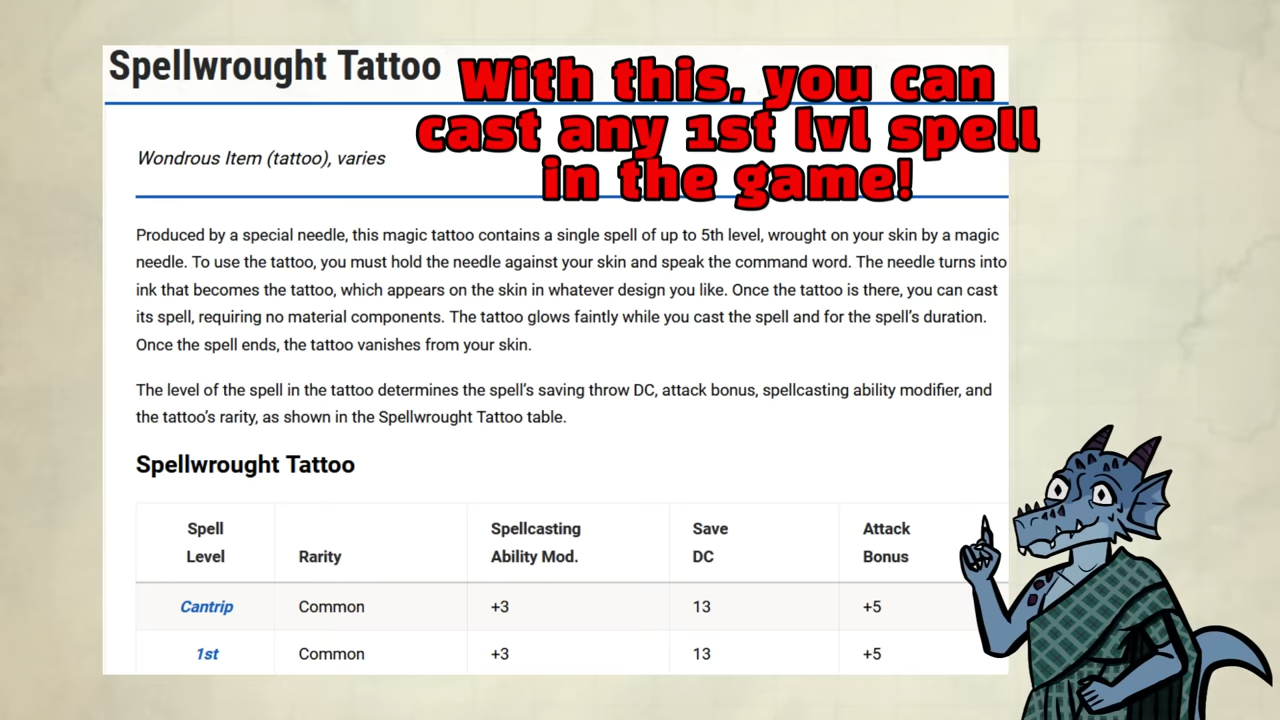 Spellwrought Tattoo
With this, you can
cast any 1st lvl spell
in the game!
Wondrous Item (tattoo), varies
Produced by a special needle, this magic tattoo contains a single spell of up to 5th level, wrought on your skin by a magic
needle. To use the tattoo, you must hold the needle against your skin and speak the command word. The needle turns into
ink that becomes the tattoo, which appears on the skin in whatever design you like. Once the tattoo is there, you can cast
its spell, requiring no material components. The tattoo glows faintly while you cast the spell and for the spell’s duration.
Once the spell ends, the tattoo vanishes from your skin.
The level of the spell in the tattoo determines the spell’s saving throw DC, attack bonus, spellcasting ability modifier, and
the tattoo’s rarity, as shown in the Spellwrought Tattoo table.
Spellwrought Tattoo
Spell Level Rarity Spellcasting Ability Mod. Save DC Attack Bonus
Cantrip Common +3 13 +5
1st Common +3 13 +5